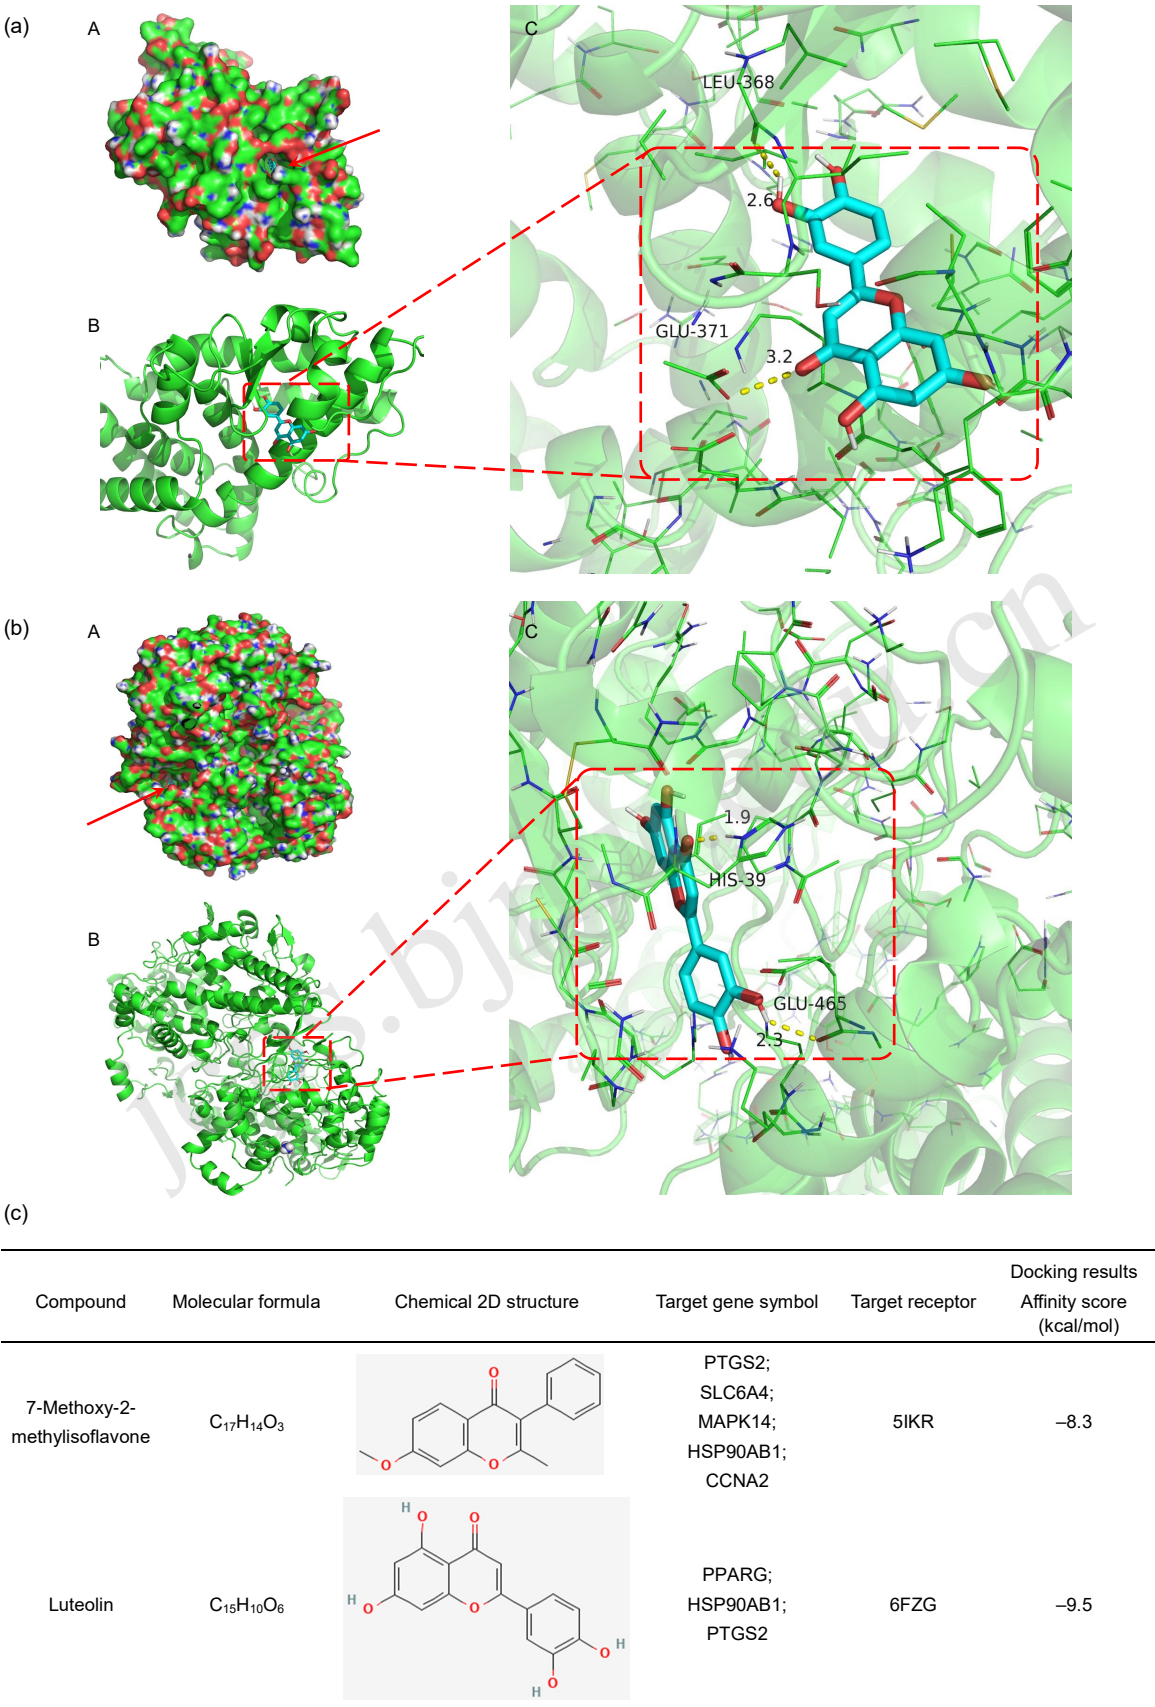 (a)
A
C
LEU-368
2.6
B
GLU-371
3.2
(b)
A
C
1.9
HIS-39
B
GLU-465
2.3
(c)
Docking results
Compound Molecular formula Chemical 2D structure Target gene symbol Target receptor Affinity score
(kcal/mol)
PTGS2;
SLC6A4;
7-Methoxy-2-
methylisoflavone
C17H14O3
O
O
O
MAPK14;
HSP90AB1;
CCNA2
5IKR
–8.3
H
O
O
H
O
O
O
H
O
H
Luteolin
C15H10O6
PPARG;
HSP90AB1;
PTGS2
6FZG
–9.5